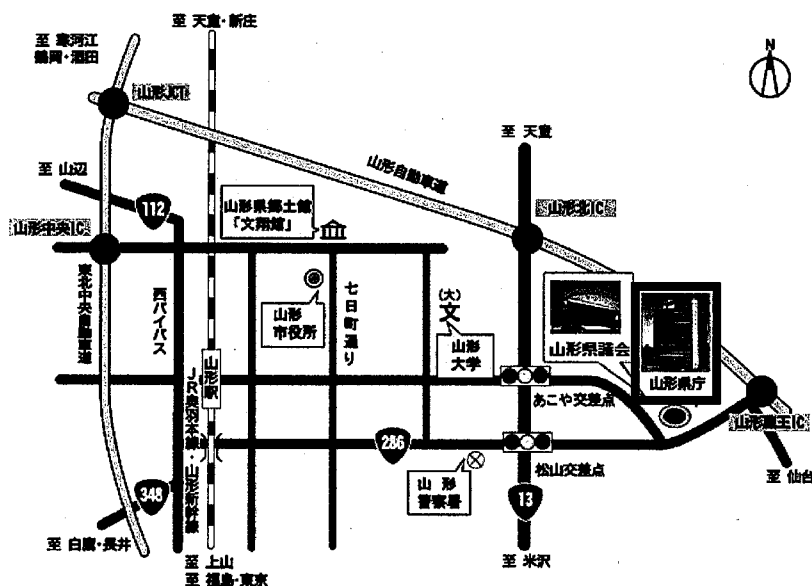 至 天童・新庄
至 寒河江
鶴岡・酒田
N
山形JCT
至 天童
山形自動車道
至 山辺
112
山形県郷土館
「文翔館」
山形北IC
山形中央IC
東北中央自動車道
西バイパス
山形
市役所
七日町通り
(大)
文
山形
大学
山形県議会
山形県庁
山形駅
JR奥羽本線・山形新幹線
あこや交差点
山形蔵王IC
286
松山交差点
山形
警察署
至 仙台
348
13
至 白鷹・長井
至 上山
至 福島・東京
至 米沢